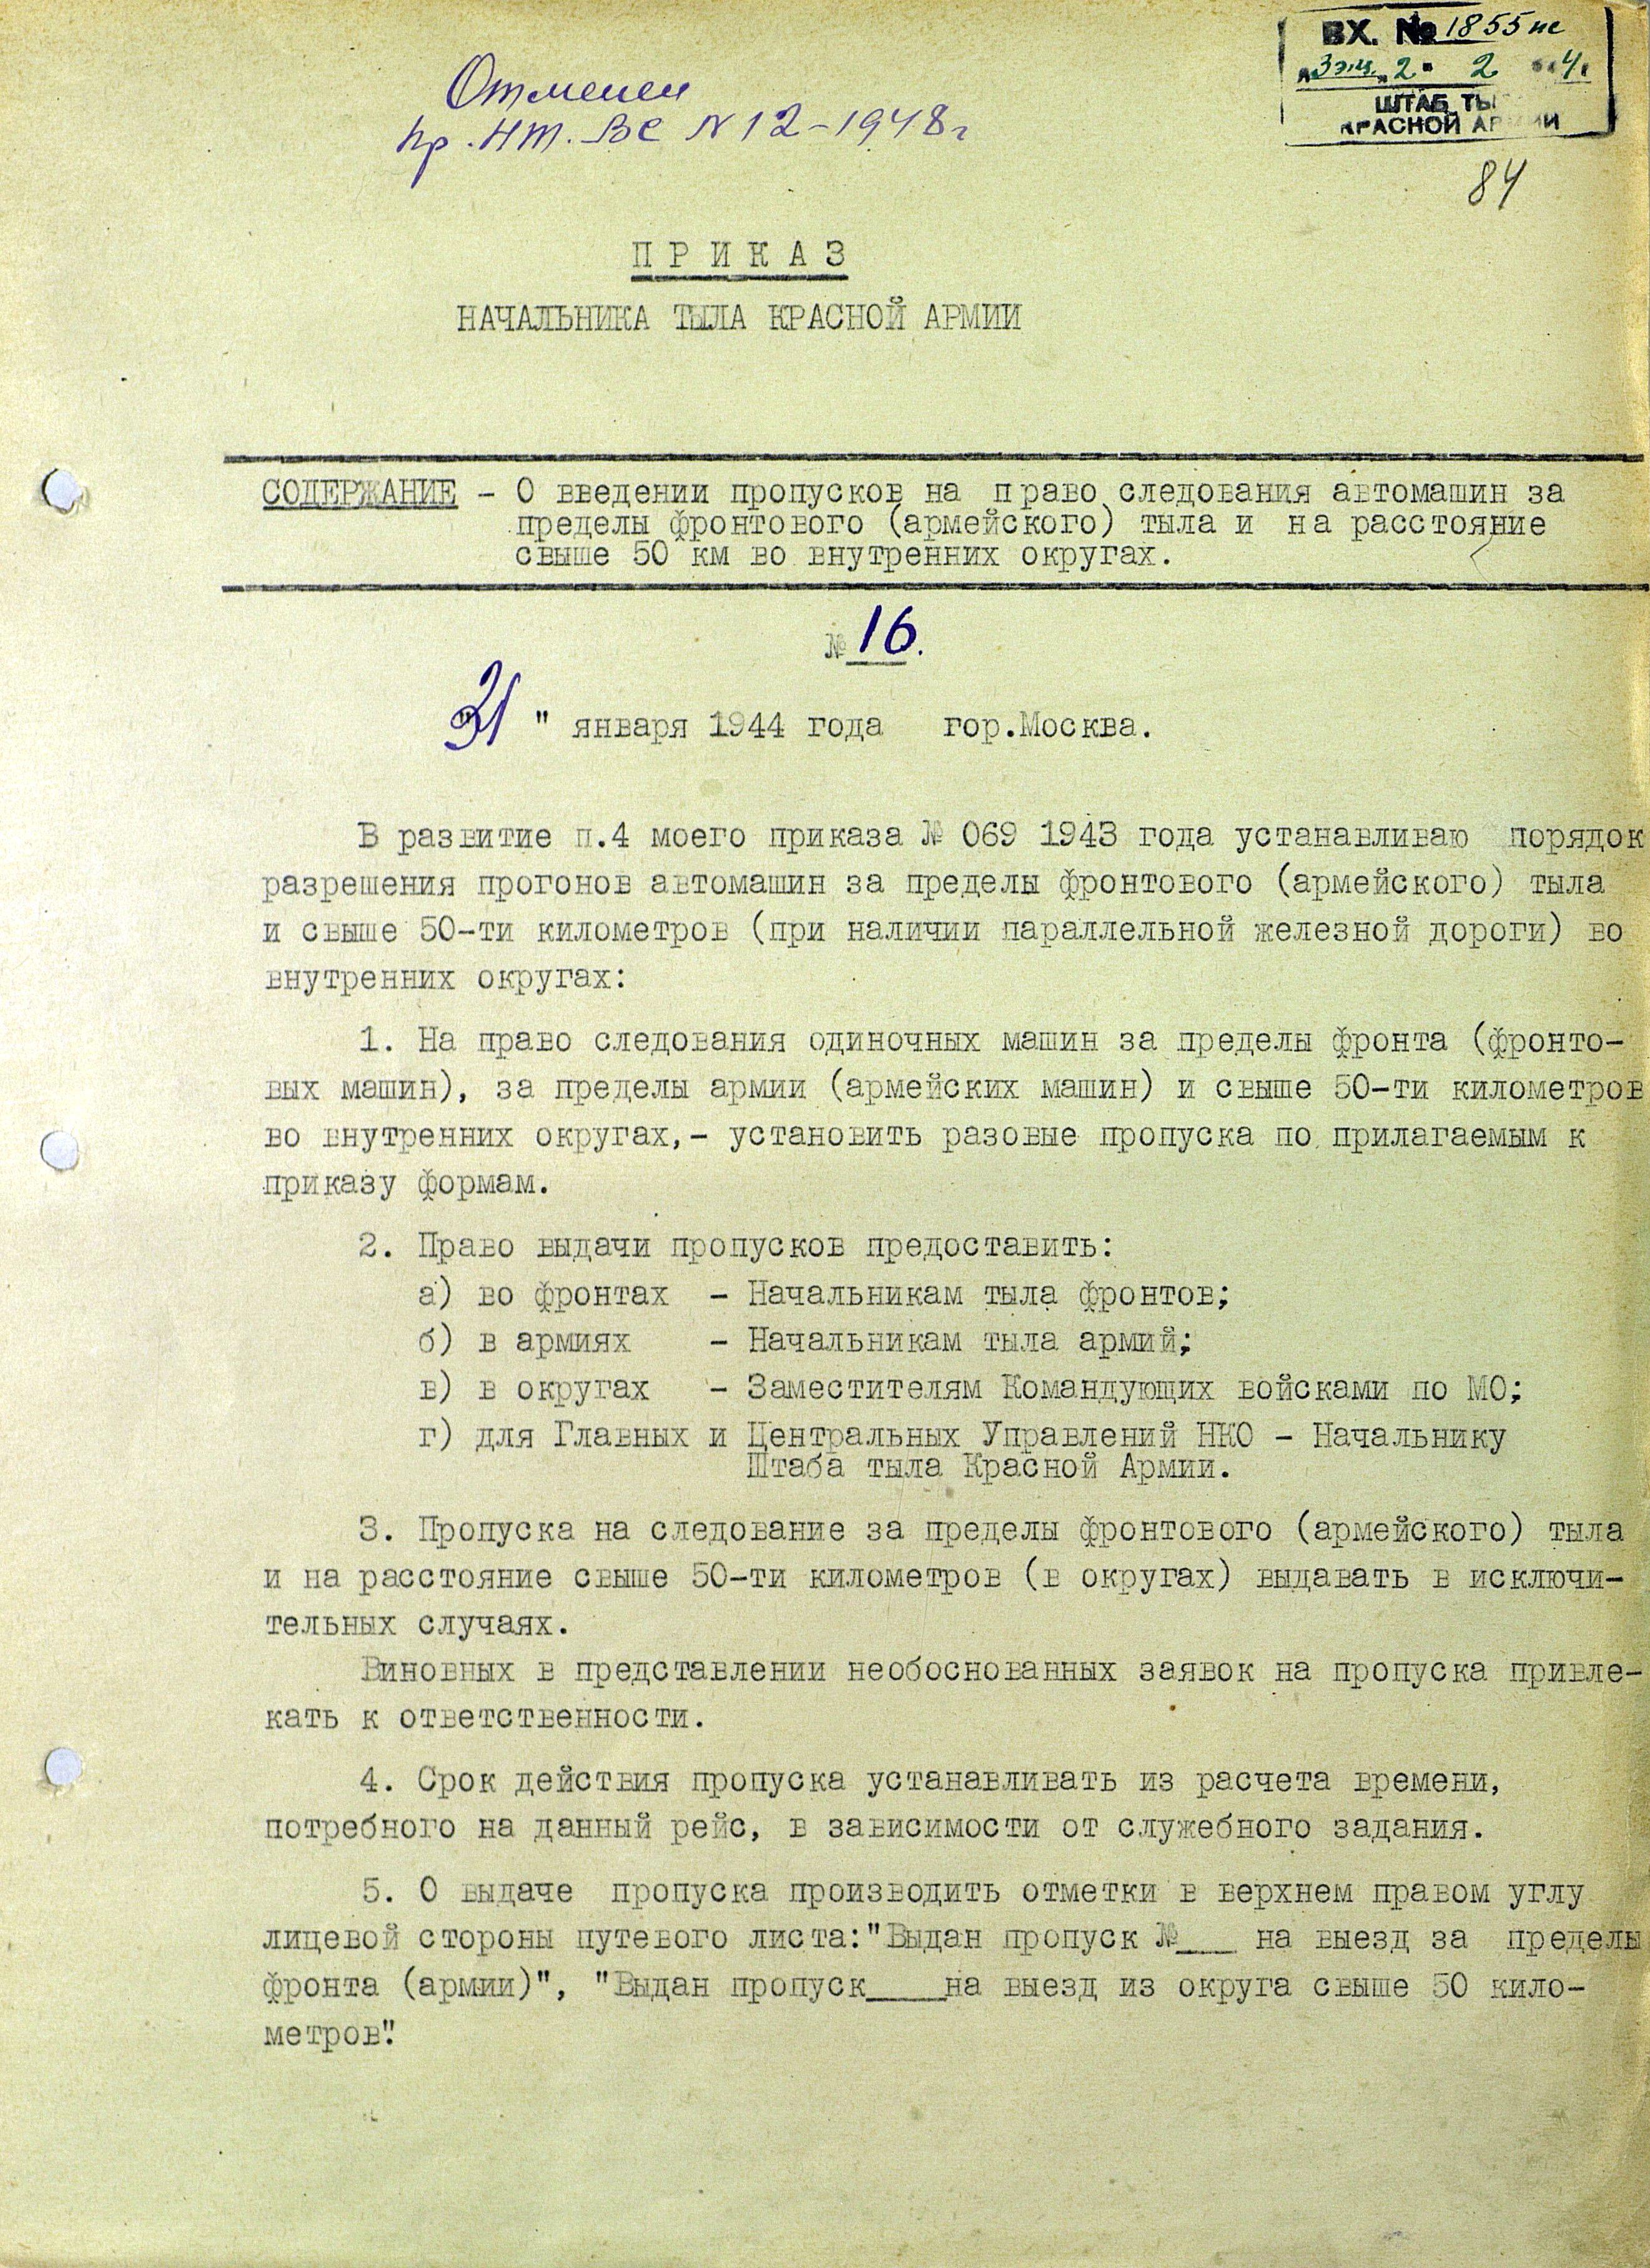 ВХ. № 1855 пс
"3 экз. 2" 2
ШТАБ ТЫ
КРАСНОЙ АРМИИ
Отменен
пр. НТ. ВС N 12-1948 г
84
ПРИКАЗ
НАЧАЛЬНИКА ТЫЛА КРАСНОЙ АРМИИ
СОДЕРЖАНИЕ - О введении пропусков на право следования автомашин за
пределы фронтового (армейского) тыла и на расстояние
свыше 50 км во внутренних округах.
№ 16.
"31" января 1944 года гор.Москва.
В развитие п.4 моего приказа № 069 1943 года устанавливаю порядок
разрешения прогонов автомашин за пределы фронтового (армейского) тыла
и свыше 50-ти километров (при наличии параллельной железной дороги) во
внутренних округах:
1. На право следования одиночных машин за пределы фронта (фронто-
вых машин), за пределы армии (армейских машин) и свыше 50-ти километров
во внутренних округах,- установить разовые пропуска по прилагаемым к
приказу формам.
2. Право выдачи пропусков предоставить:
а) во фронтах - Начальникам тыла фронтов;
б) в армиях - Начальникам тыла армий;
в) в округах - Заместителям Командующих войсками по МО;
г) для Главных и Центральных Управлений НКО - Начальнику
Штаба тыла Красной Армии.
3. Пропуска на следование за пределы фронтового (армейского) тыла
и на расстояние свыше 50-ти километров (в округах) выдавать в исключи-
тельных случаях.
Виновных в представлении необоснованных заявок на пропуска привле-
кать к ответственности.
4. Срок действия пропуска устанавливать из расчета времени,
потребного на данный рейс, в зависимости от служебного задания.
5. О выдаче пропуска производить отметки в верхнем правом углу
лицевой стороны путевого листа:"Выдан пропуск №___ на выезд за пределы
фронта (армии)", "Выдан пропуск____на выезд из округа свыше 50 кило-
метров".